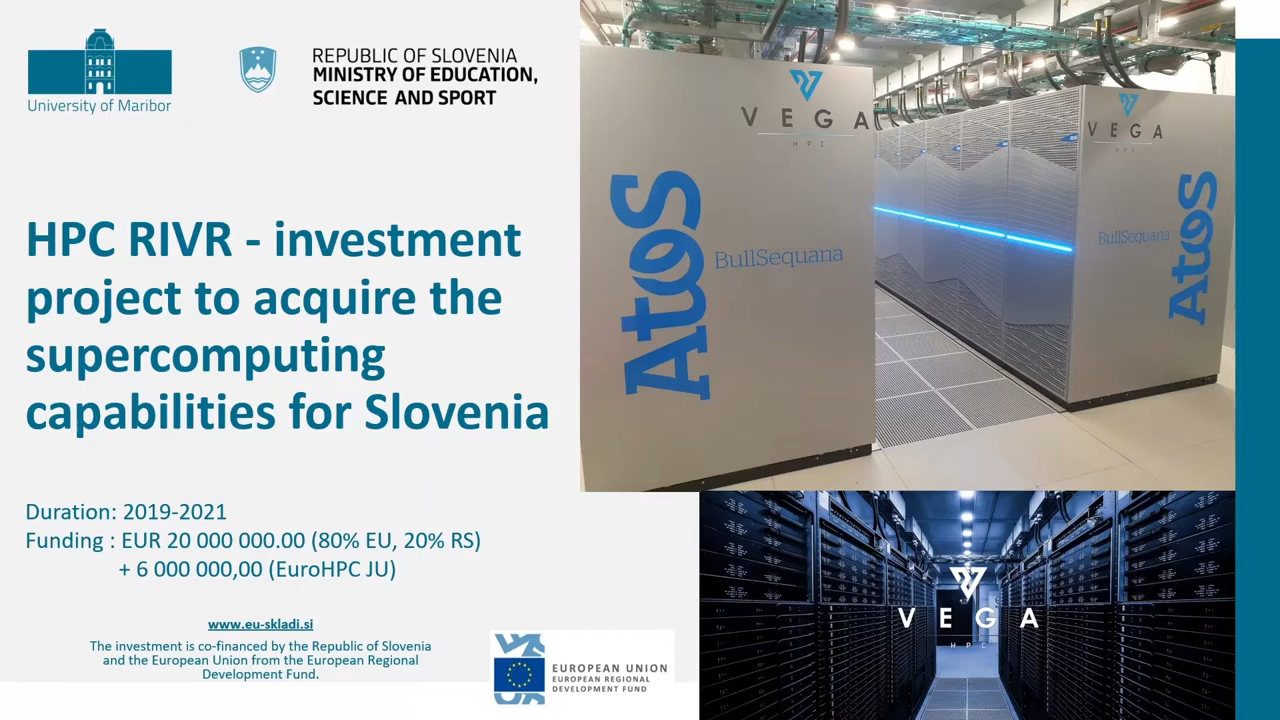 University of Maribor
REPUBLIC OF SLOVENIA
MINISTRY OF EDUCATION,
SCIENCE AND SPORT
HPC RIVR - investment
project to acquire the
supercomputing
capabilities for Slovenia
Duration: 2019-2021
Funding : EUR 20 000 000.00 (80% EU, 20% RS)
+ 6 000 000,00 (EuroHPC JU)
www.eu-skladi.si
The investment is co-financed by the Republic of Slovenia
and the European Union from the European Regional
Development Fund.
EUROPEAN UNION
EUROPEAN REGIONAL
DEVELOPMENT FUND
VEGA
HPC
Atos
BullSequana
VEGA
HPC
BullSequana
Atos
VEGA
HPC